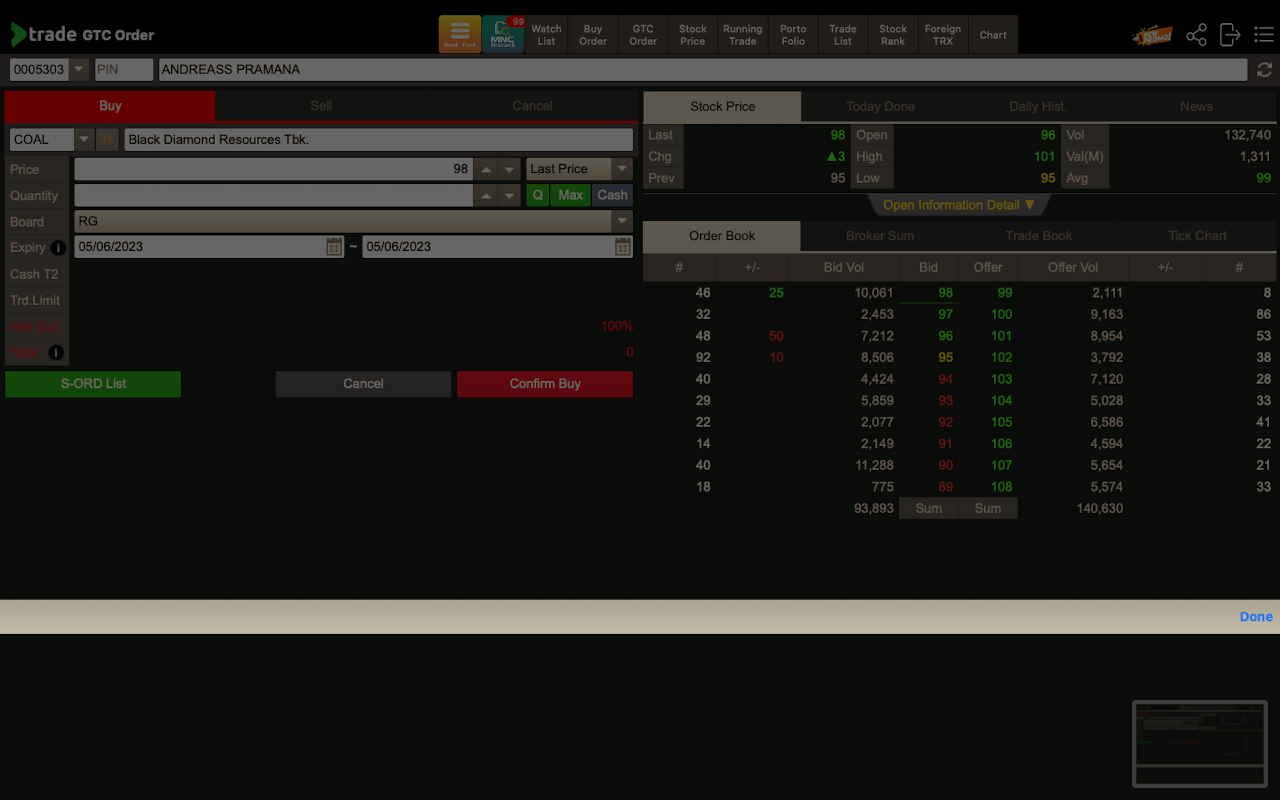 trade GTC Order
Stock Feed
99
MNC
Research
Watch List
Buy Order
GTC Order
Stock Price
Running Trade
Porto Folio
Trade List
Stock Rank
Foreign TRX
Chart
0005303 PIN ANDREASS PRAMANA
Buy Sell Cancel
COAL H Black Diamond Resources Tbk.
Price 98 Last Price
Quantity Q Max Cash
Board RG
Expiry 05/06/2023 ~ 05/06/2023
Cash T2
Trd.Limit
100%
0
S-ORD List Cancel Confirm Buy
Stock Price Today Done Daily Hist. News
Last 98 Open 96 Vol 132,740
Chg ▲3 High 101 Val(M) 1,311
Prev 95 Low 95 Avg 99
Open Information Detail ▼
Order Book Broker Sum Trade Book Tick Chart
# +/- Bid Vol Bid Offer Offer Vol +/- #
46 25 10,061 98 99 2,111 8
32 2,453 97 100 9,163 86
48 50 7,212 96 101 8,954 53
92 10 8,506 95 102 3,792 38
40 4,424 94 103 7,120 28
29 5,859 93 104 5,028 33
22 2,077 92 105 6,586 41
14 2,149 91 106 4,594 22
40 11,288 90 107 5,654 21
18 775 89 108 5,574 33
93,893 Sum Sum 140,630
Done